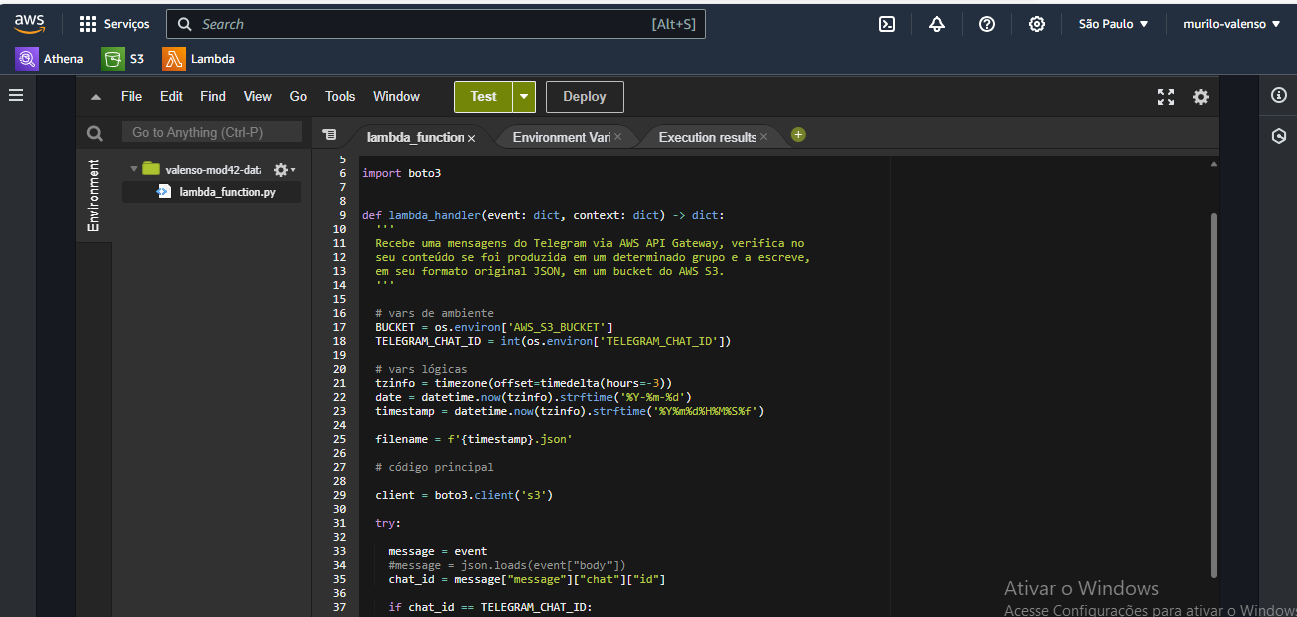 aws
Serviços
Search
[Alt+S]
São Paulo
murilo-valenso
Athena
S3
Lambda
File Edit Find View Go Tools Window
Test
Deploy
Go to Anything (Ctrl-P)
lambda_function
Environment Vari
Execution results
Environment
valenso-mod42-data
lambda_function.py
5
6 import boto3
7
8
9 def lambda_handler(event: dict, context: dict) -> dict:
10 '''
11 Recebe uma mensagens do Telegram via AWS API Gateway, verifica no
12 seu conteúdo se foi produzida em um determinado grupo e a escreve,
13 em seu formato original JSON, em um bucket do AWS S3.
14 '''
15
16 # vars de ambiente
17 BUCKET = os.environ['AWS_S3_BUCKET']
18 TELEGRAM_CHAT_ID = int(os.environ['TELEGRAM_CHAT_ID'])
19
20 # vars lógicas
21 tzinfo = timezone(offset=timedelta(hours=-3))
22 date = datetime.now(tzinfo).strftime('%Y-%m-%d')
23 timestamp = datetime.now(tzinfo).strftime('%Y%m%d%H%M%S%f')
24
25 filename = f'{timestamp}.json'
26
27 # código principal
28
29 client = boto3.client('s3')
30
31 try:
32
33 message = event
34 #message = json.loads(event["body"])
35 chat_id = message["message"]["chat"]["id"]
36
37 if chat_id == TELEGRAM_CHAT_ID:
Ativar o Windows
Acesse Configurações para ativar o Windows